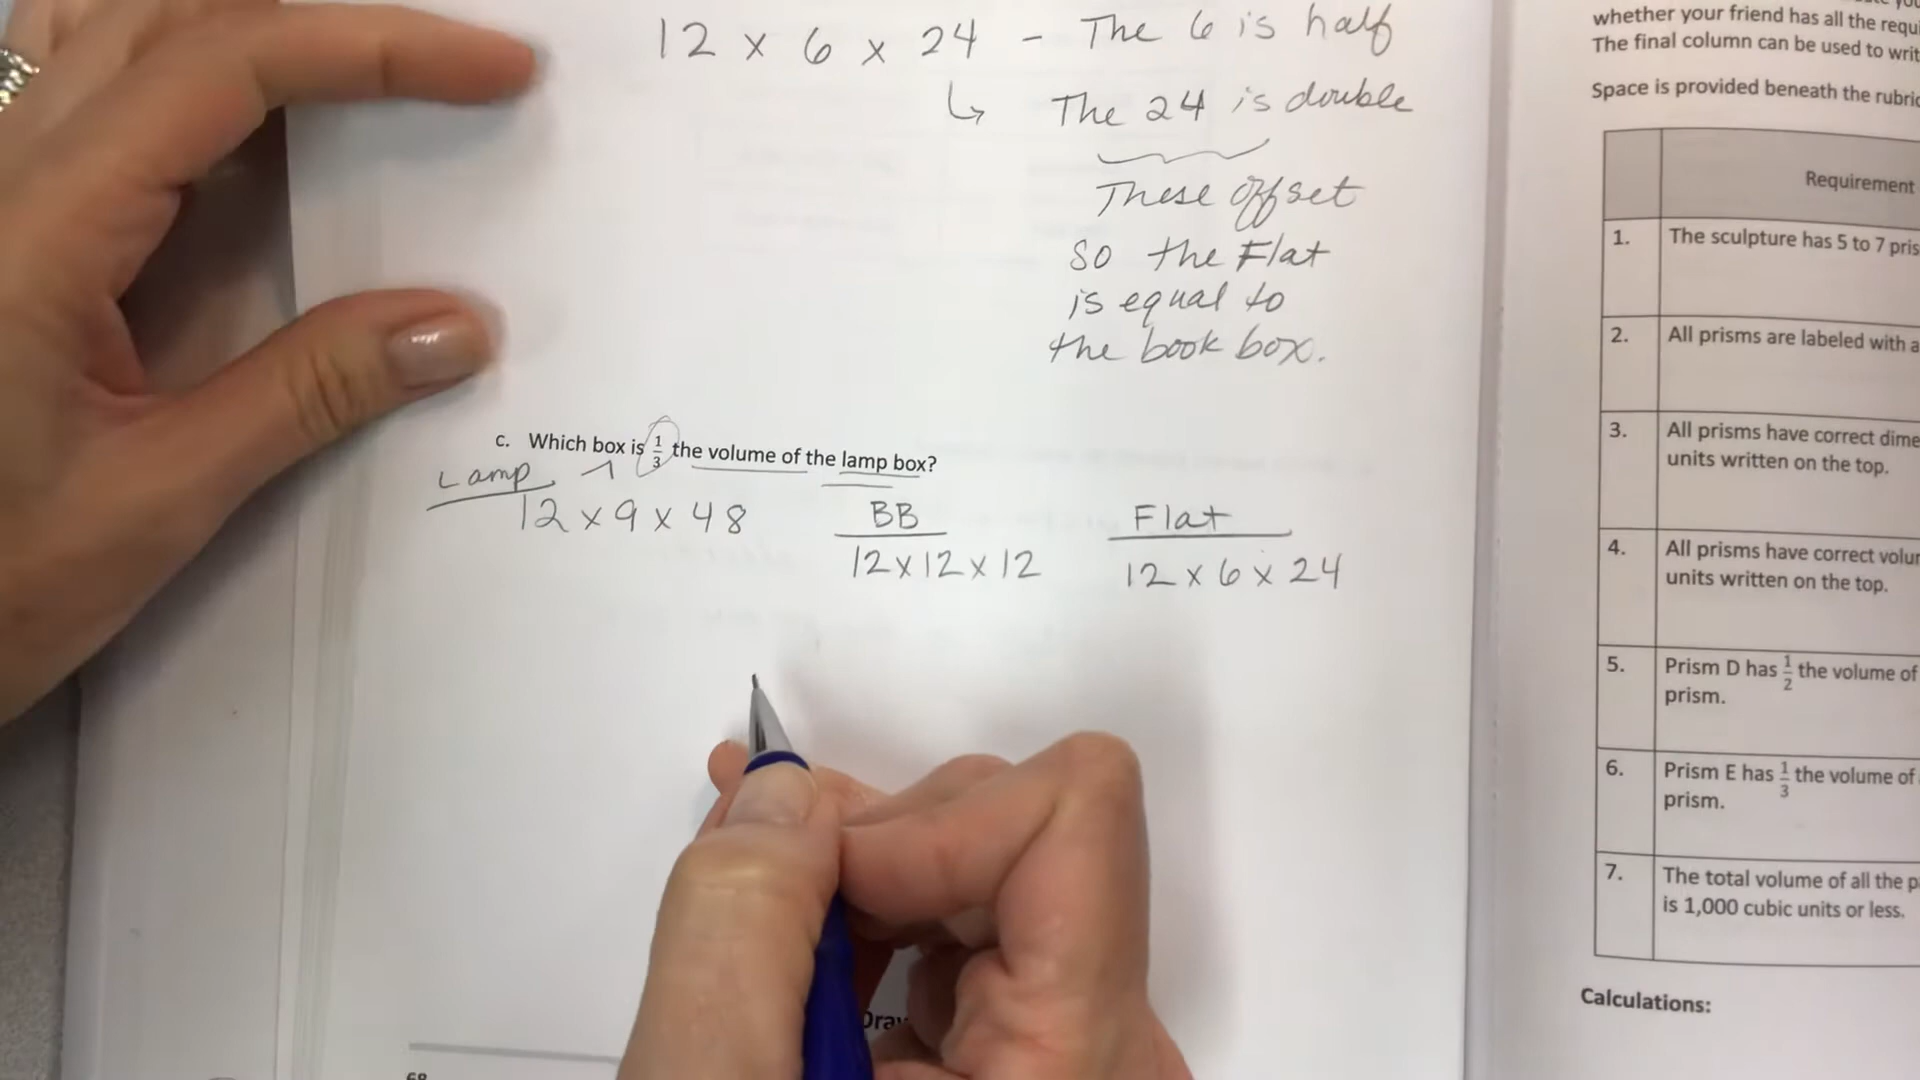 12 x 6 x 24 - The 6 is half
↳ The 24 is double
These offset
so the Flat
is equal to
the book box.
c. Which box is 1/3 the volume of the lamp box?
Lamp
12 x 9 x 48
BB
12 x 12 x 12
Flat
12 x 6 x 24
68
whether your friend has all the
The final column can be used to
Space is provided beneath the
Requirement
1. The sculpture has 5 to 7
2. All prisms are labeled with a
3. All prisms have correct
units written on the top.
4. All prisms have correct
units written on the top.
5. Prism D has 1/2 the volume of
prism.
6. Prism E has 1/3 the volume of
prism.
7. The total volume of all the
is 1,000 cubic units or less.
Calculations: